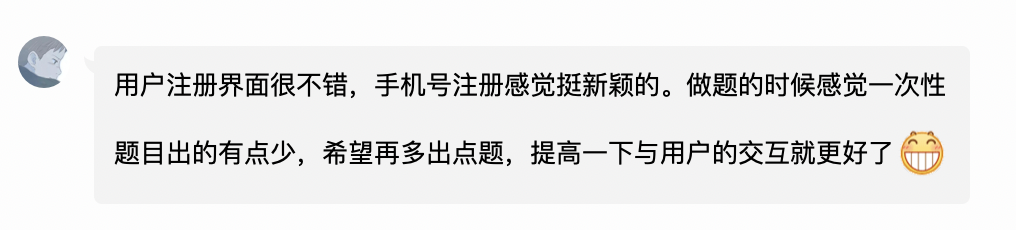 用户注册界面很不错，手机号注册感觉挺新颖的。做题的时候感觉一次性
题目出的有点少，希望再多出点题，提高一下与用户的交互就更好了